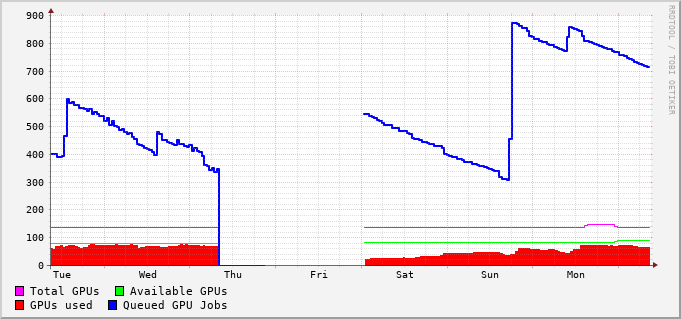 900
800
700
600
500
400
300
200
100
0
Tue Wed Thu Fri Sat Sun Mon
Total GPUs Available GPUs
GPUs used Queued GPU Jobs
RRDTOOL / TOBI OETIKER